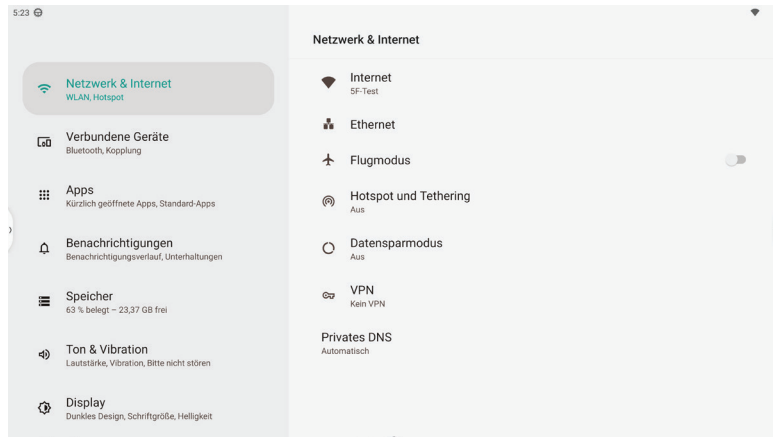 5:23
Netzwerk & Internet
WLAN, Hotspot
Verbundene Geräte
Bluetooth, Kopplung
Apps
Kürzlich geöffnete Apps, Standard-Apps
Benachrichtigungen
Benachrichtigungsverlauf, Unterhaltungen
Speicher
63 % belegt – 23,37 GB frei
Ton & Vibration
Lautstärke, Vibration, Bitte nicht stören
Display
Dunkles Design, Schriftgröße, Helligkeit
Netzwerk & Internet
Internet
5F-Test
Ethernet
Flugmodus
Hotspot und Tethering
Aus
Datensparmodus
Aus
VPN
Kein VPN
Privates DNS
Automatisch